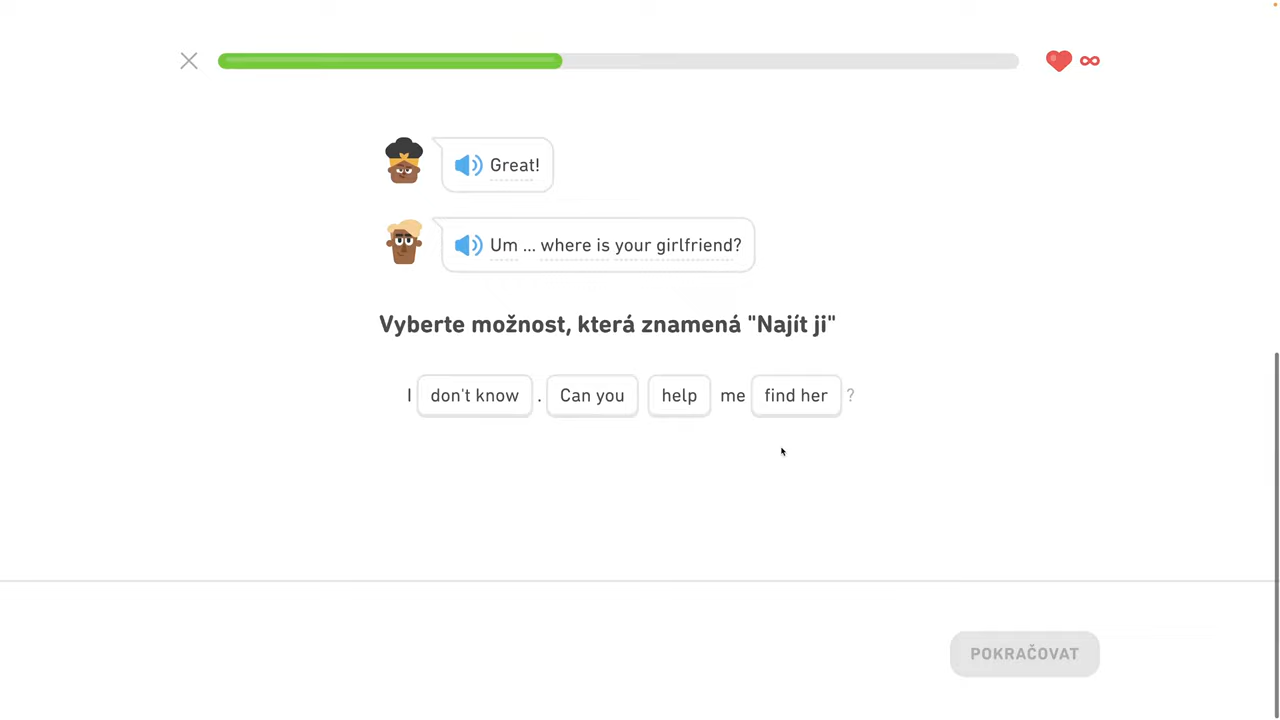 Great!
Um ... where is your girlfriend?
Vyberte možnost, která znamená "Najít ji"
I don't know . Can you help me find her ?
POKRAČOVAT